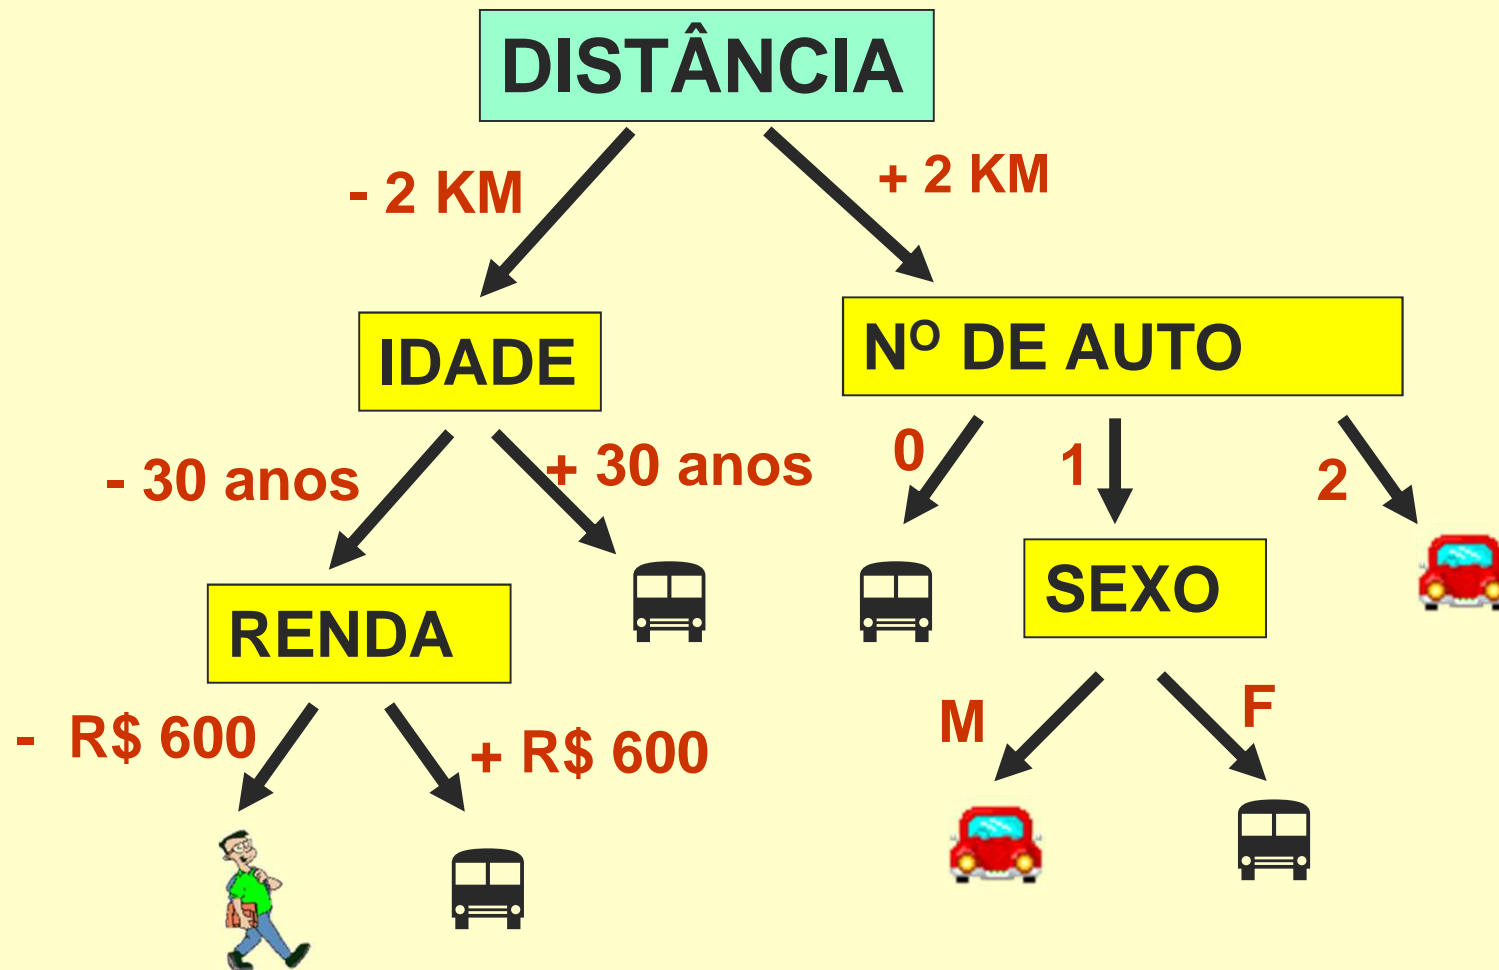 DISTÂNCIA
- 2 KM
+ 2 KM
IDADE
Nº DE AUTO
- 30 anos
+ 30 anos
0
1
2
RENDA
SEXO
- R$ 600
+ R$ 600
M
F